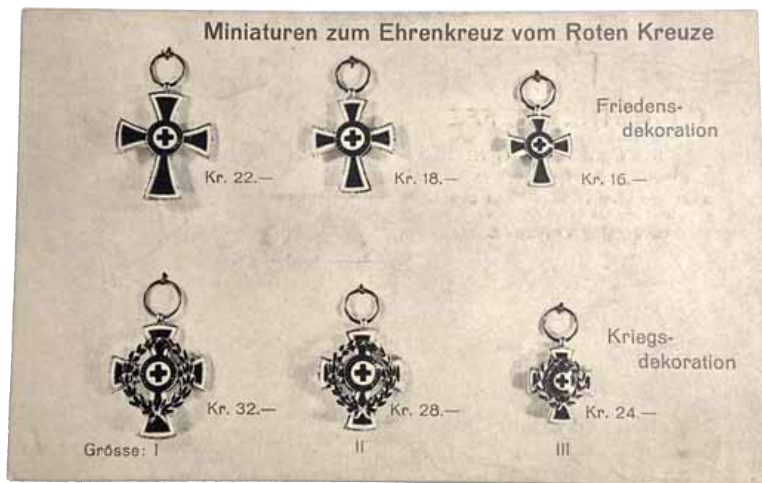 Miniaturen zum Ehrenkreuz vom Roten Kreuze
Friedens-
dekoration
Kr. 22.—
Kr. 18.—
Kr. 16.—
Kriegs-
dekoration
Kr. 32.—
Kr. 28.—
Kr. 24.—
Grösse: I
II
III